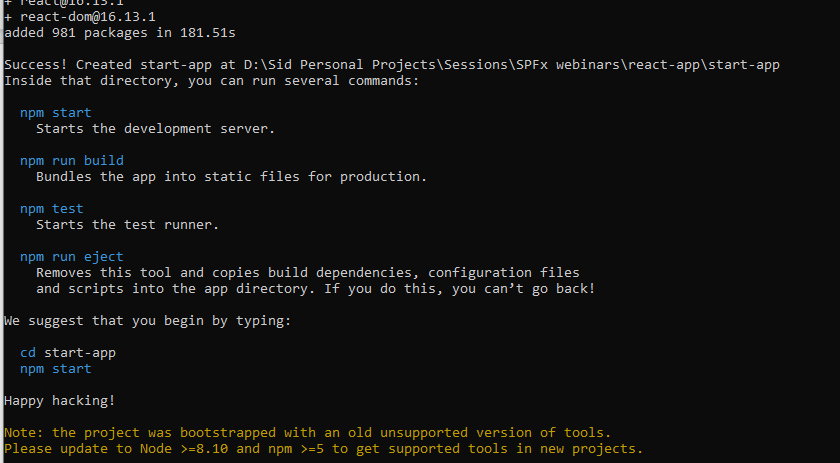 + react@16.13.1
+ react-dom@16.13.1
added 981 packages in 181.51s
Success! Created start-app at D:\Sid Personal Projects\Sessions\SPFx webinars\react-app\start-app
Inside that directory, you can run several commands:
npm start
Starts the development server.
npm run build
Bundles the app into static files for production.
npm test
Starts the test runner.
npm run eject
Removes this tool and copies build dependencies, configuration files
and scripts into the app directory. If you do this, you can’t go back!
We suggest that you begin by typing:
cd start-app
npm start
Happy hacking!
Note: the project was bootstrapped with an old unsupported version of tools.
Please update to Node >=8.10 and npm >=5 to get supported tools in new projects.